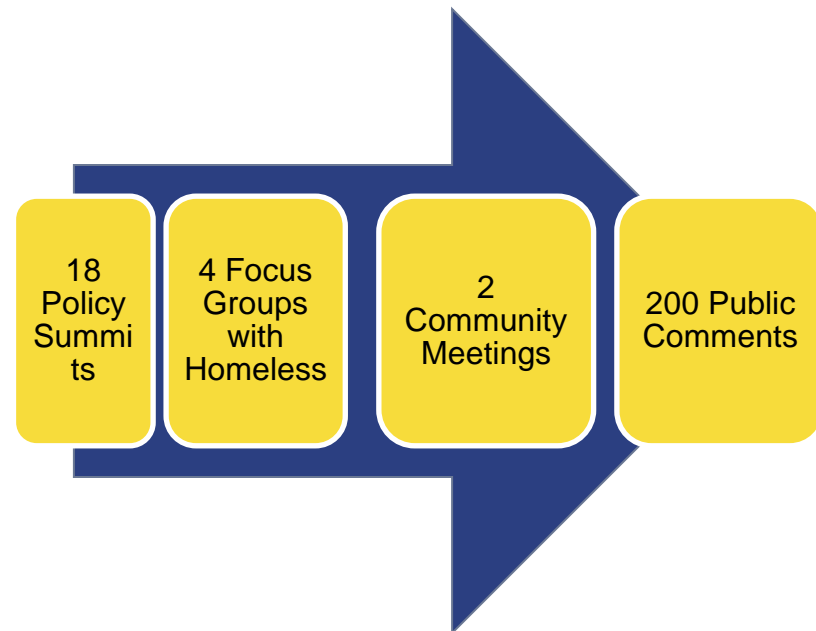 18
Policy
Summi
ts
4 Focus
Groups
with
Homeless
2
Community
Meetings
200 Public
Comments